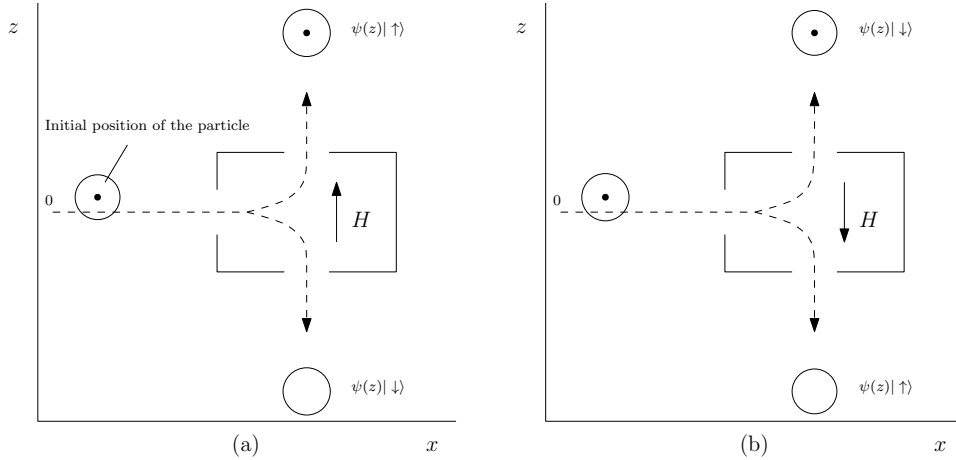 z
ψ(z)| ↑⟩
Initial position of the particle
0
H
ψ(z)| ↓⟩
(a)
x
z
ψ(z)| ↓⟩
0
H
ψ(z)| ↑⟩
(b)
x